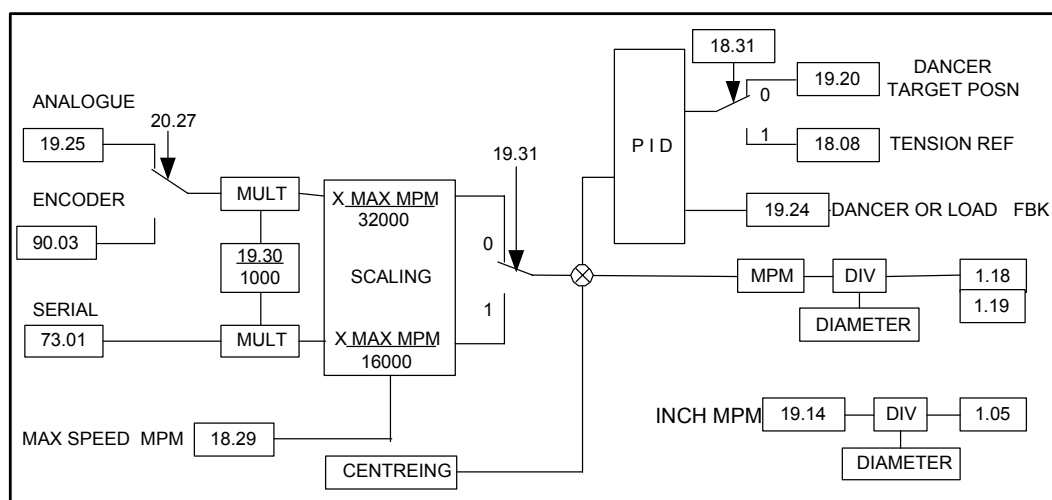 ANALOGUE
19.25
20.27
ENCODER
90.03
SERIAL
73.01
MAX SPEED MPM
18.29
MULT
19.30
1000
MULT
X MAX MPM
32000
SCALING
X MAX MPM
16000
CENTREING
19.31
0
1
P I D
18.31
0
1
19.20
DANCER
TARGET POSN
18.08
TENSION REF
19.24
DANCER OR LOAD FBK
MPM
DIV
DIAMETER
1.18
1.19
INCH MPM
19.14
DIV
1.05
DIAMETER